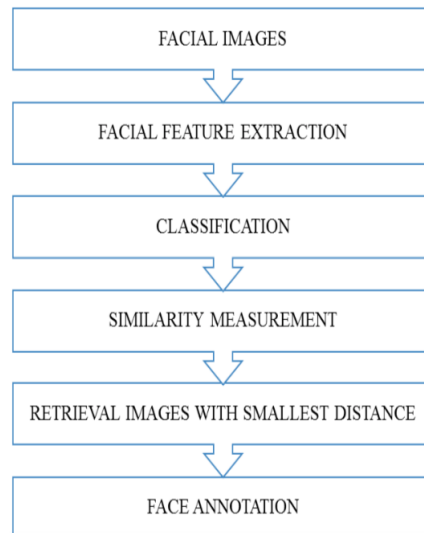 FACIAL IMAGES
FACIAL FEATURE EXTRACTION
CLASSIFICATION
SIMILARITY MEASUREMENT
RETRIEVAL IMAGES WITH SMALLEST DISTANCE
FACE ANNOTATION